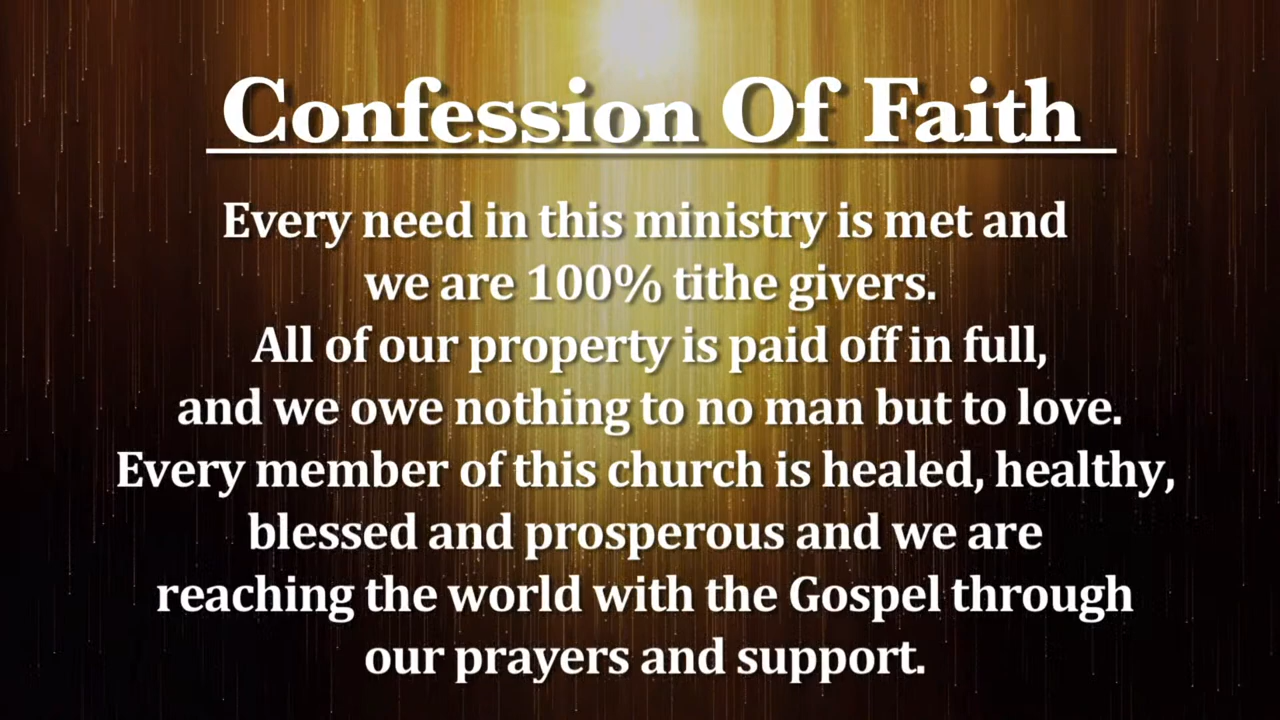 Confession Of Faith
Every need in this ministry is met and
we are 100% tithe givers.
All of our property is paid off in full,
and we owe nothing to no man but to love.
Every member of this church is healed, healthy,
blessed and prosperous and we are
reaching the world with the Gospel through
our prayers and support.